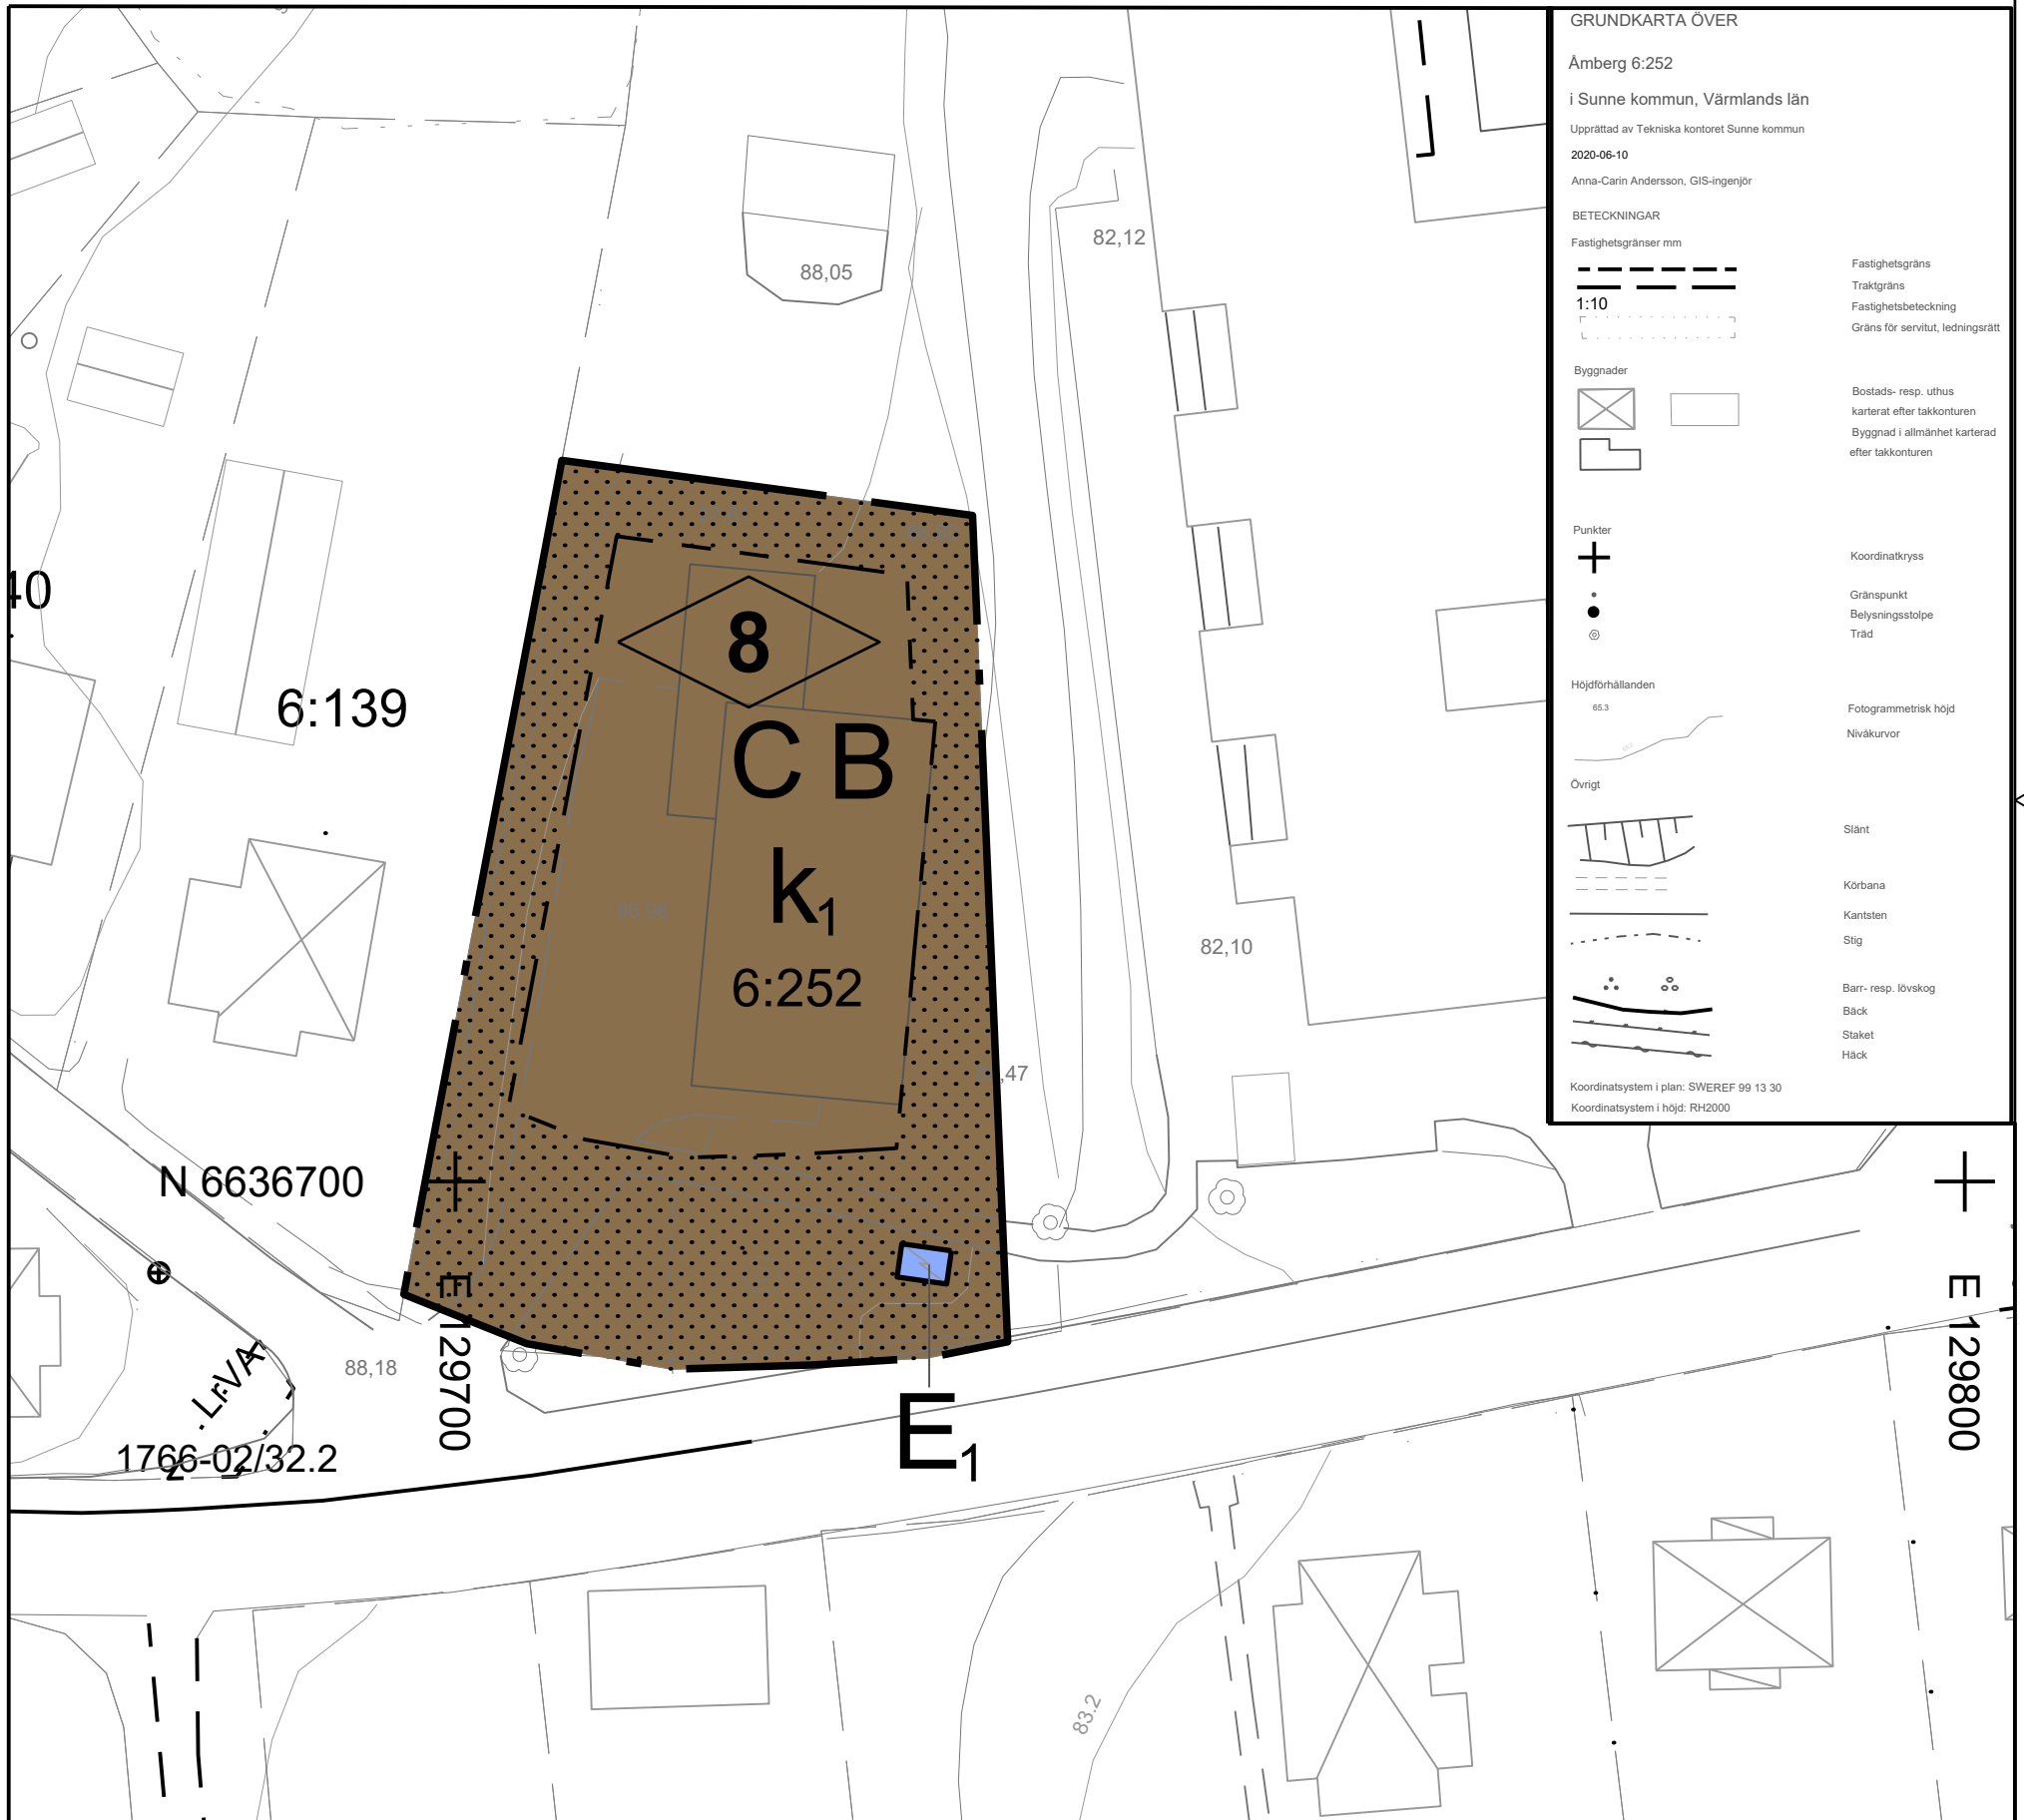 GRUNDKARTA ÖVER
Åmberg 6:252
i Sunne kommun, Värmlands län
Upprättad av Tekniska kontoret Sunne kommun
2020-06-10
Anna-Carin Andersson, GIS-ingenjör
BETECKNINGAR
Fastighetsgränser mm
Fastighetsgräns
Traktgräns
1:10 Fastighetsbeteckning
Gräns för servitut, ledningsrätt
Byggnader
Bostads- resp. uthus
karterat efter takkonturen
Byggnad i allmänhet karterad
efter takkonturen
Punkter
Koordinatkryss
Gränspunkt
Belysningsstolpe
Träd
Höjdförhållanden
65.3 Fotogrammetrisk höjd
Nivåkurvor
Övrigt
Slänt
Körbana
Kantsten
Stig
Barr- resp. lövskog
Bäck
Staket
Häck
Koordinatsystem i plan: SWEREF 99 13 30
Koordinatsystem i höjd: RH2000
82,12
88,05
40
8
6:139
C B
k1
82,10
6:252
,47
N 6636700
E 129700
E 129800
88,18
LrVA
E1
1766-02/32.2
83.2